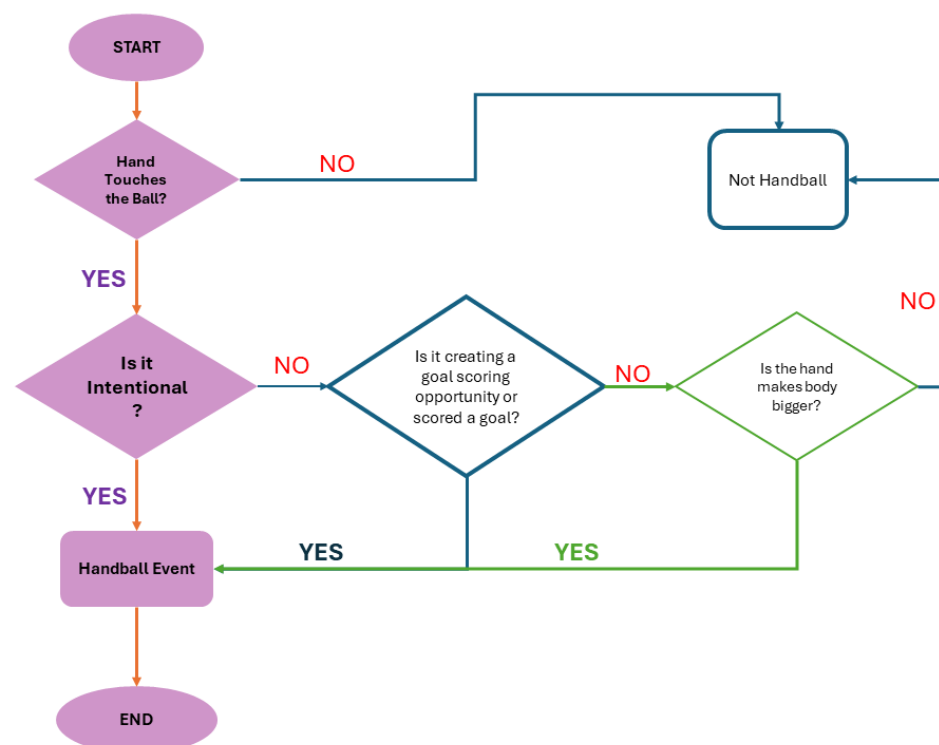 START
Hand
Touches
the Ball?
NO
Not Handball
YES
Is it
Intentional
?
NO
Is it creating a
goal scoring
opportunity or
scored a goal?
NO
Is the hand
makes body
bigger?
NO
YES
Handball Event
YES
YES
END